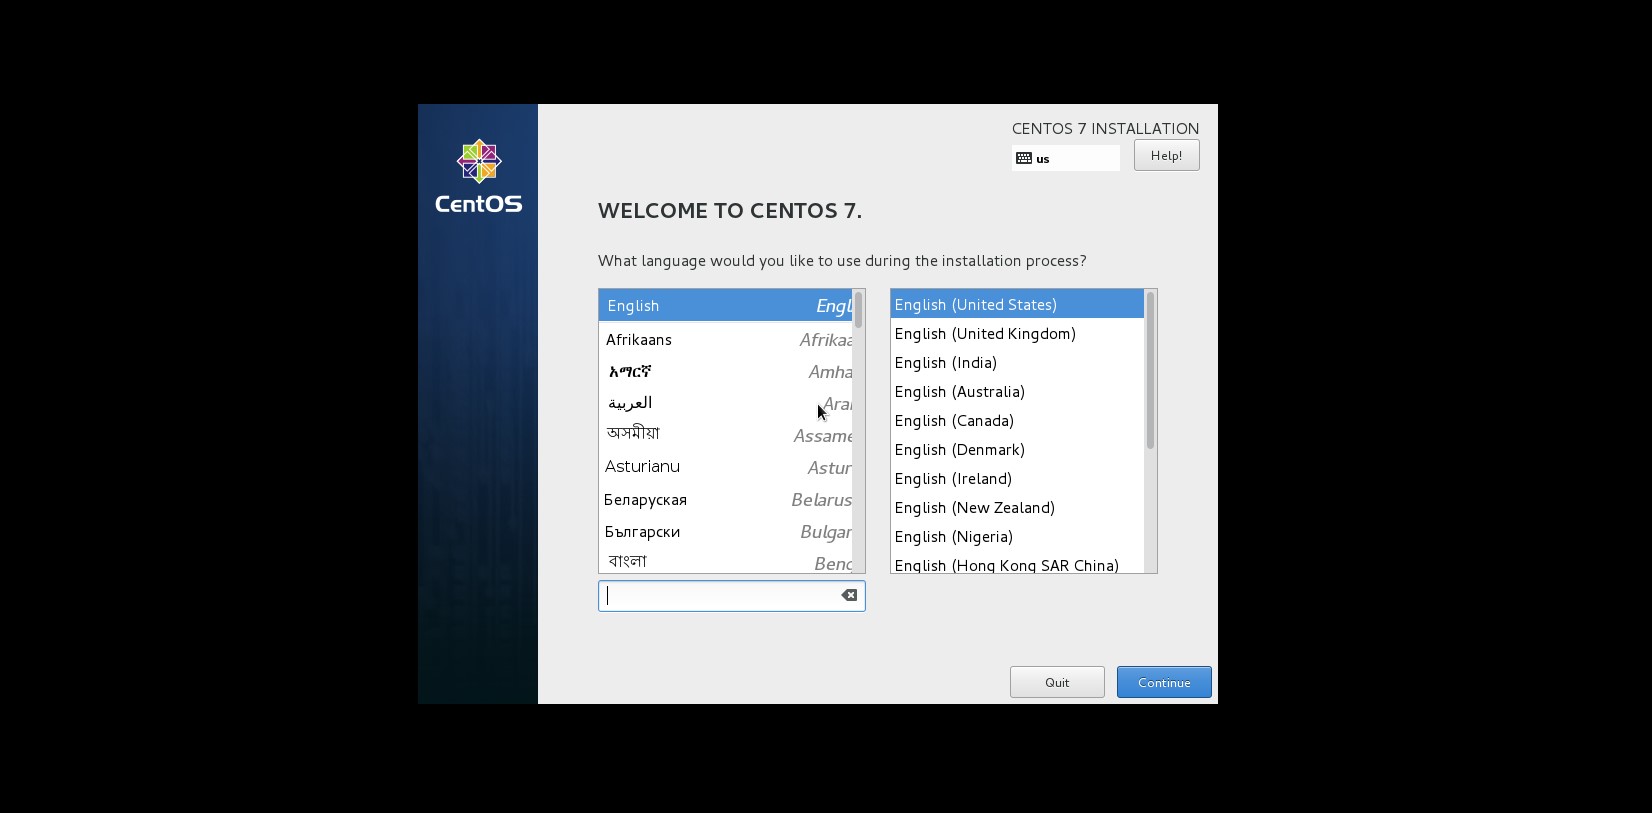 CentOS
CENTOS 7 INSTALLATION
us
Help!
WELCOME TO CENTOS 7.
What language would you like to use during the installation process?
English Engl
Afrikaans Afrikaa
አማርኛ Amha
العربية Ara
অসমীয়া Assame
Asturianu Astur
Беларуская Belarus
Български Bulgar
বাংলা Beng
English (United States)
English (United Kingdom)
English (India)
English (Australia)
English (Canada)
English (Denmark)
English (Ireland)
English (New Zealand)
English (Nigeria)
English (Hong Kong SAR China)
Quit
Continue